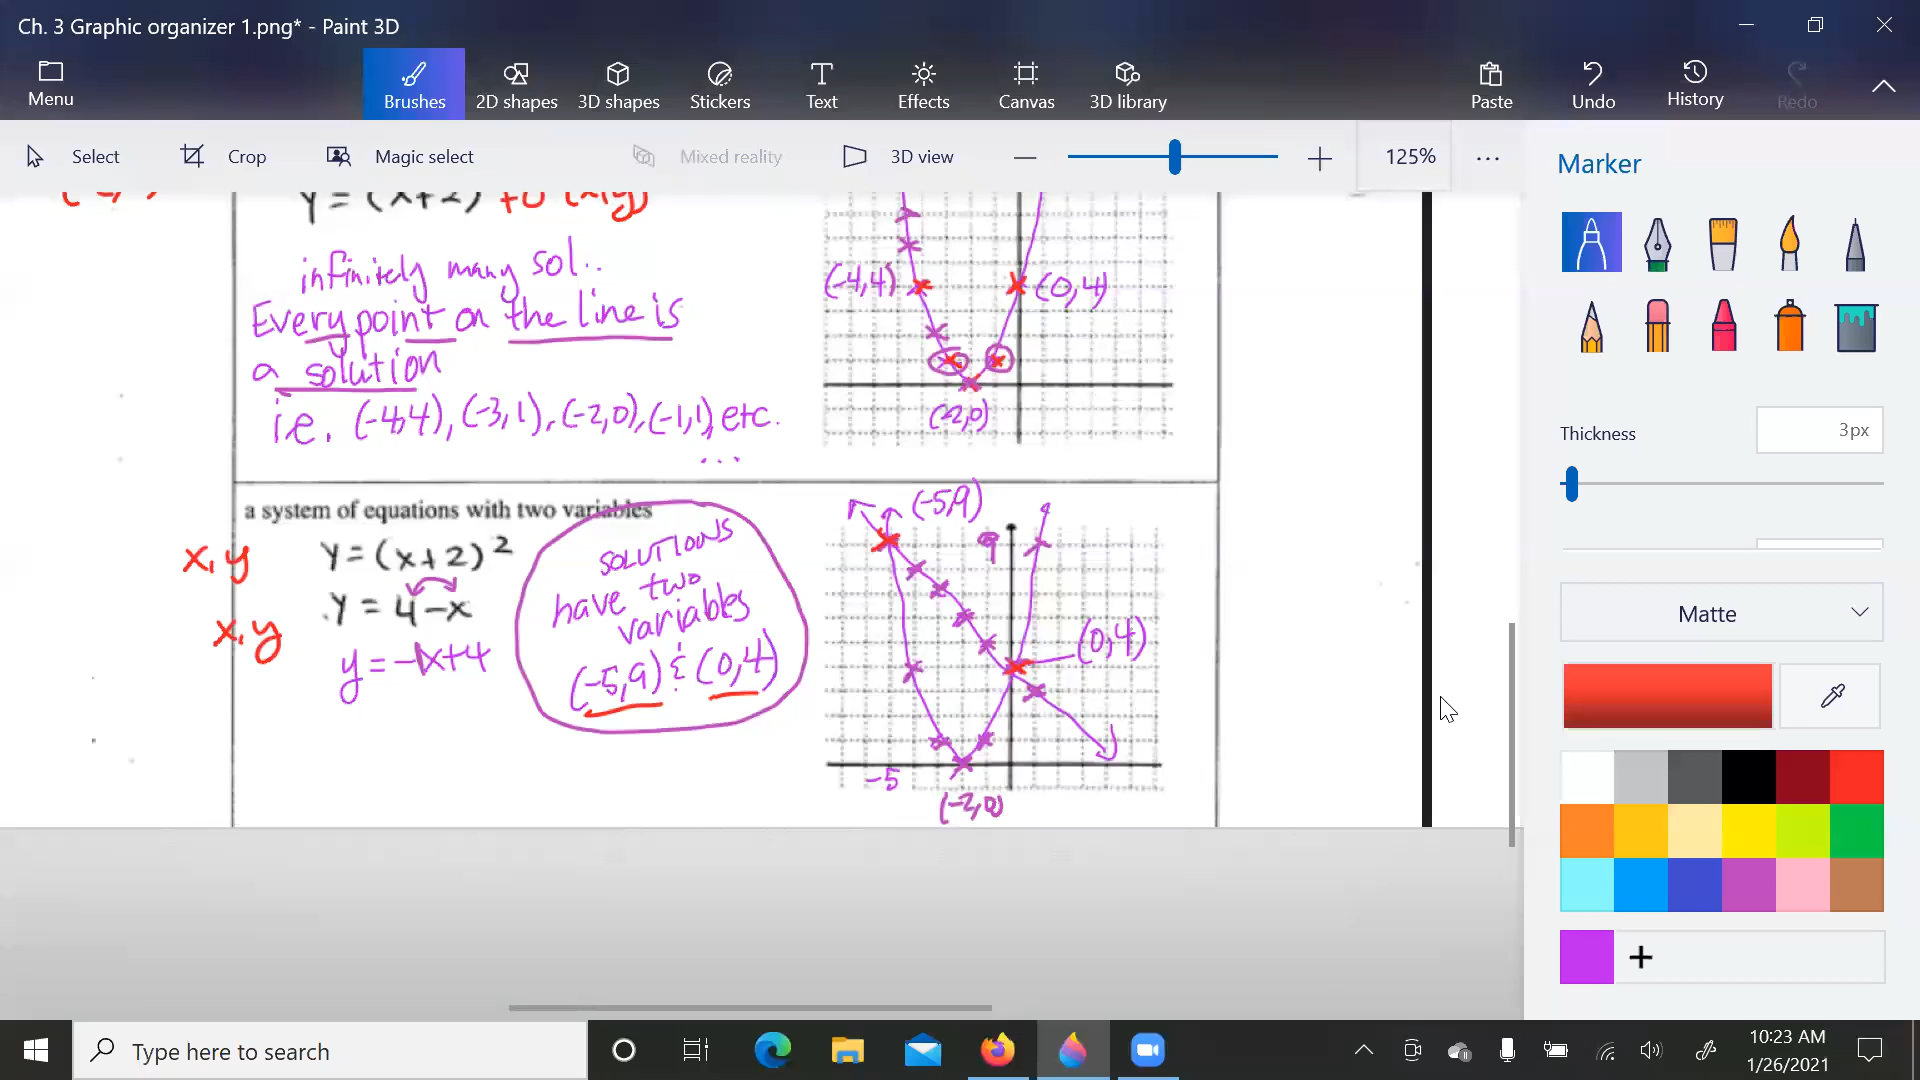 Ch. 3 Graphic organizer 1.png* - Paint 3D
Menu
Brushes
2D shapes
3D shapes
Stickers
Text
Effects
Canvas
3D library
Paste
Undo
History
Redo
Select
Crop
Magic select
Mixed reality
3D view
125%
y = (x+2) +0 (x,y)
infinitely many sol..
Every point on the line is
a solution
i.e. (-4,4), (-3,1), (-2,0), (-1,1), etc.
...
(-4,4)
(0,4)
(-2,0)
a system of equations with two variables
x,y
y = (x+2)²
x,y
y = 4-x
y = -1x+4
SOLUTIONS
have two
variables
(-5,9) & (0,4)
(-5,9)
9
(0,4)
-5
(-2,0)
Marker
Thickness
3px
Matte
Type here to search
10:23 AM
1/26/2021